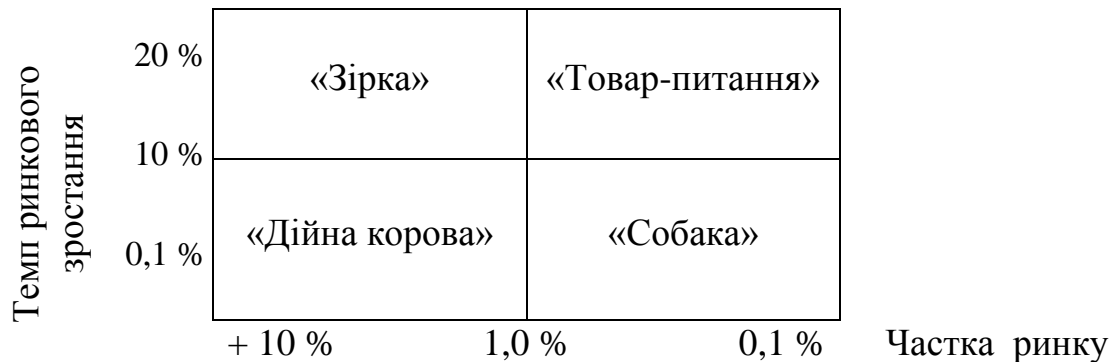 Темп ринкового
зростання
20 %
10 %
0,1 %
«Зірка»
«Товар-питання»
«Дійна корова»
«Собака»
+ 10 %
1,0 %
0,1 %
Частка ринку